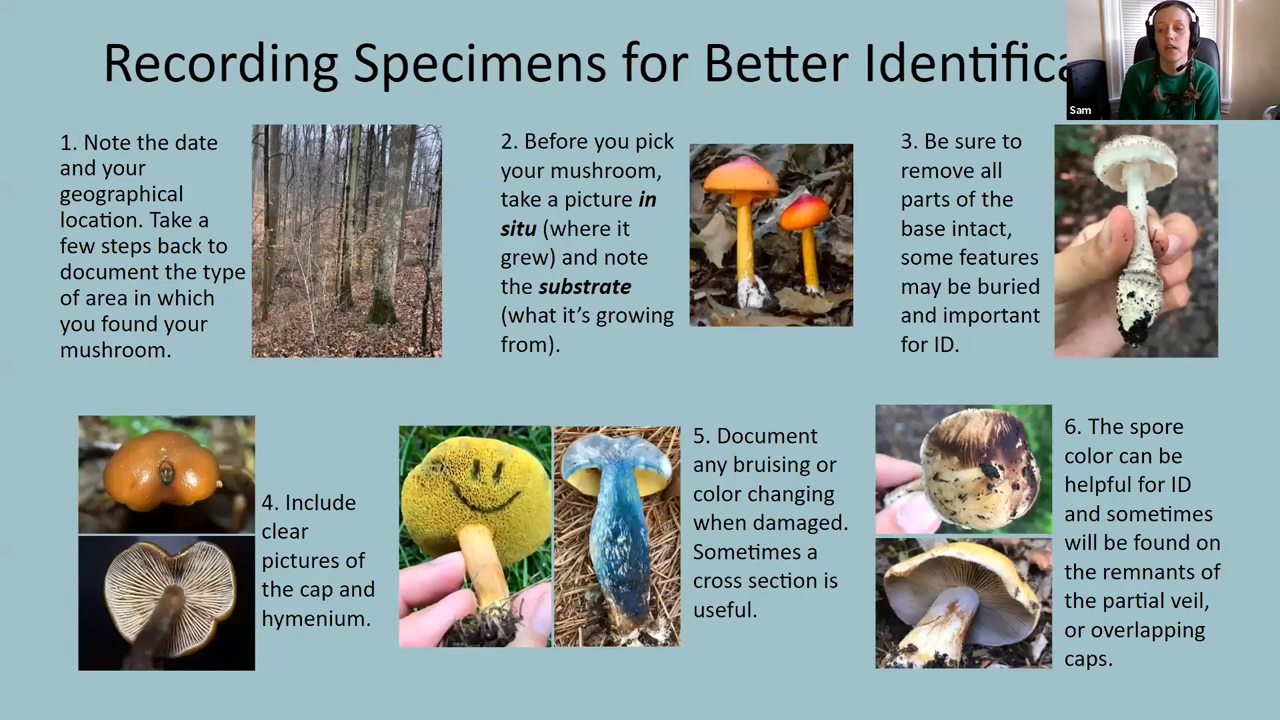 Recording Specimens for Better Identifica
Sam
1. Note the date
and your
geographical
location. Take a
few steps back to
document the type
of area in which
you found your
mushroom.
2. Before you pick
your mushroom,
take a picture in
situ (where it
grew) and note
the substrate
(what it’s growing
from).
3. Be sure to
remove all
parts of the
base intact,
some features
may be buried
and important
for ID.
4. Include
clear
pictures of
the cap and
hymenium.
5. Document
any bruising or
color changing
when damaged.
Sometimes a
cross section is
useful.
6. The spore
color can be
helpful for ID
and sometimes
will be found on
the remnants of
the partial veil,
or overlapping
caps.